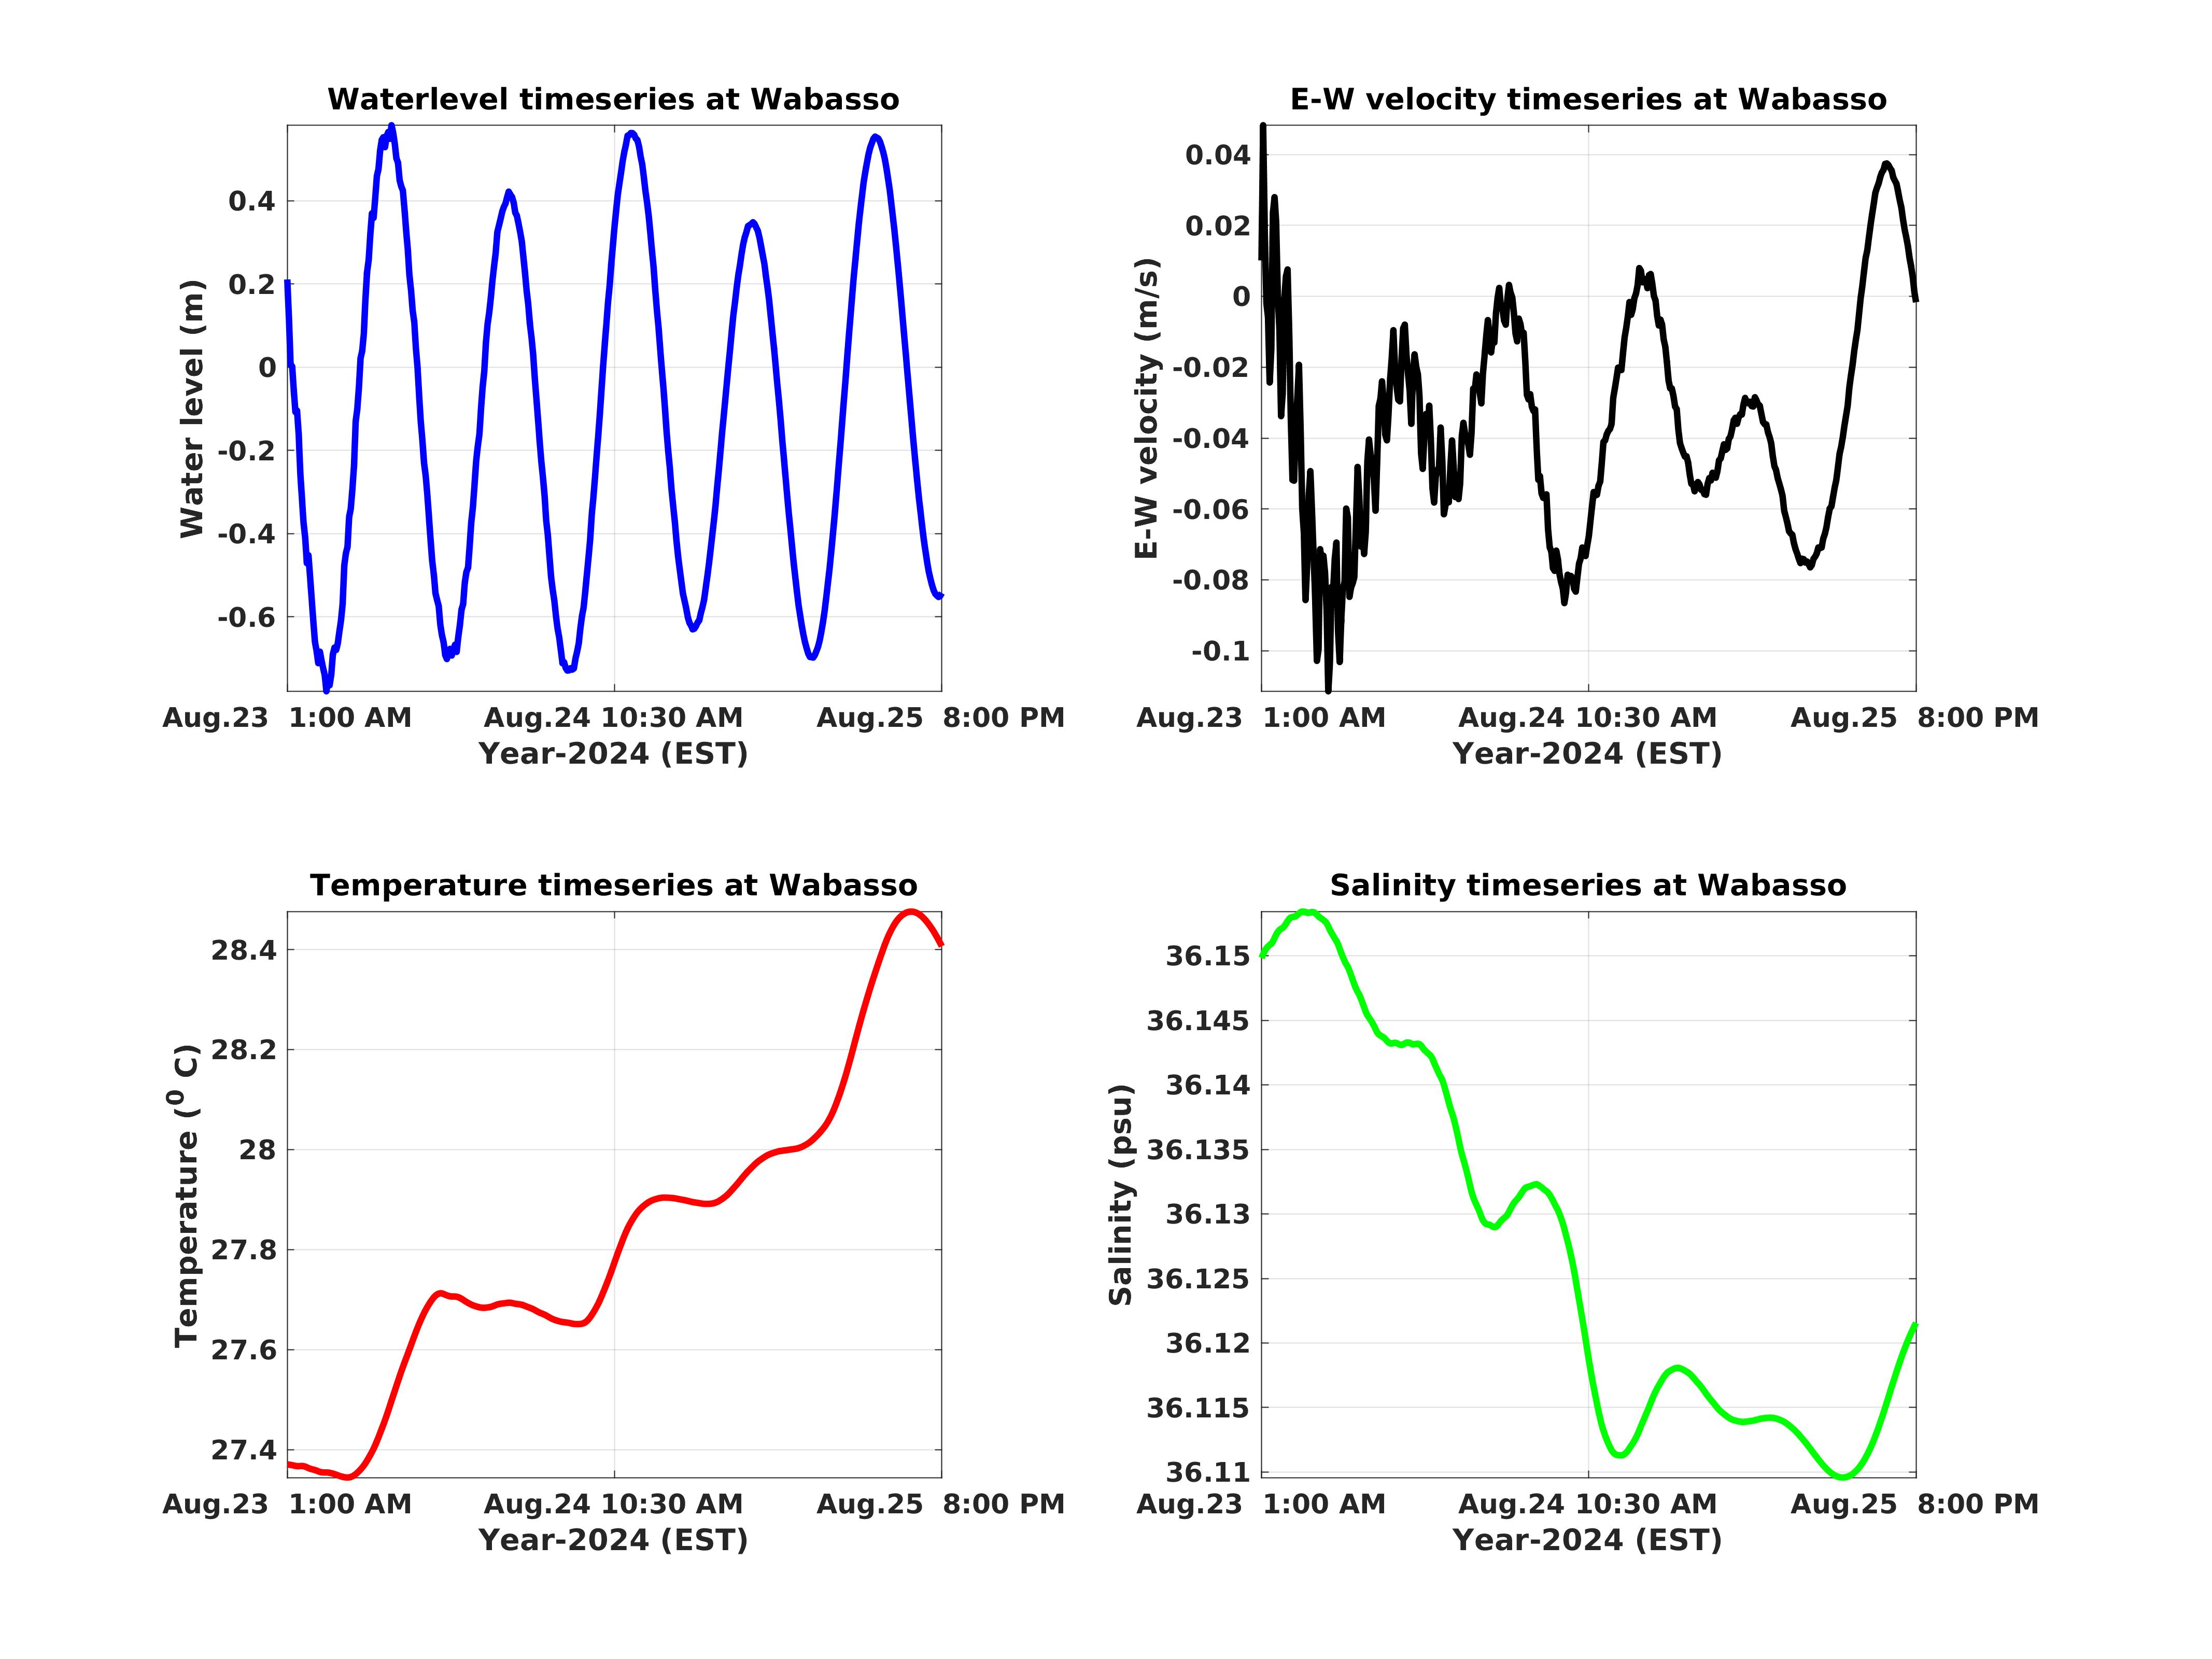 Waterlevel timeseries at Wabasso
Water level (m)
0.4
0.2
0
-0.2
-0.4
-0.6
Aug.23 1:00 AM Aug.24 10:30 AM Aug.25 8:00 PM
Year-2024 (EST)
E-W velocity timeseries at Wabasso
E-W velocity (m/s)
0.04
0.02
0
-0.02
-0.04
-0.06
-0.08
-0.1
Aug.23 1:00 AM Aug.24 10:30 AM Aug.25 8:00 PM
Year-2024 (EST)
Temperature timeseries at Wabasso
Temperature (⁰ C)
28.4
28.2
28
27.8
27.6
27.4
Aug.23 1:00 AM Aug.24 10:30 AM Aug.25 8:00 PM
Year-2024 (EST)
Salinity timeseries at Wabasso
Salinity (psu)
36.15
36.145
36.14
36.135
36.13
36.125
36.12
36.115
36.11
Aug.23 1:00 AM Aug.24 10:30 AM Aug.25 8:00 PM
Year-2024 (EST)